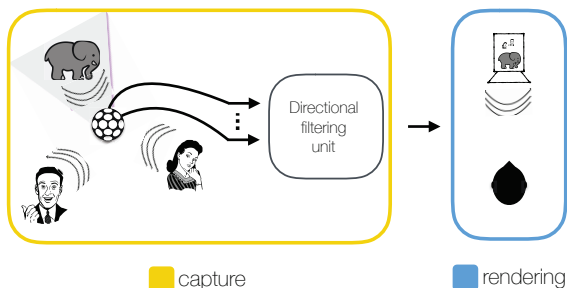 Directional
filtering
unit
capture
rendering